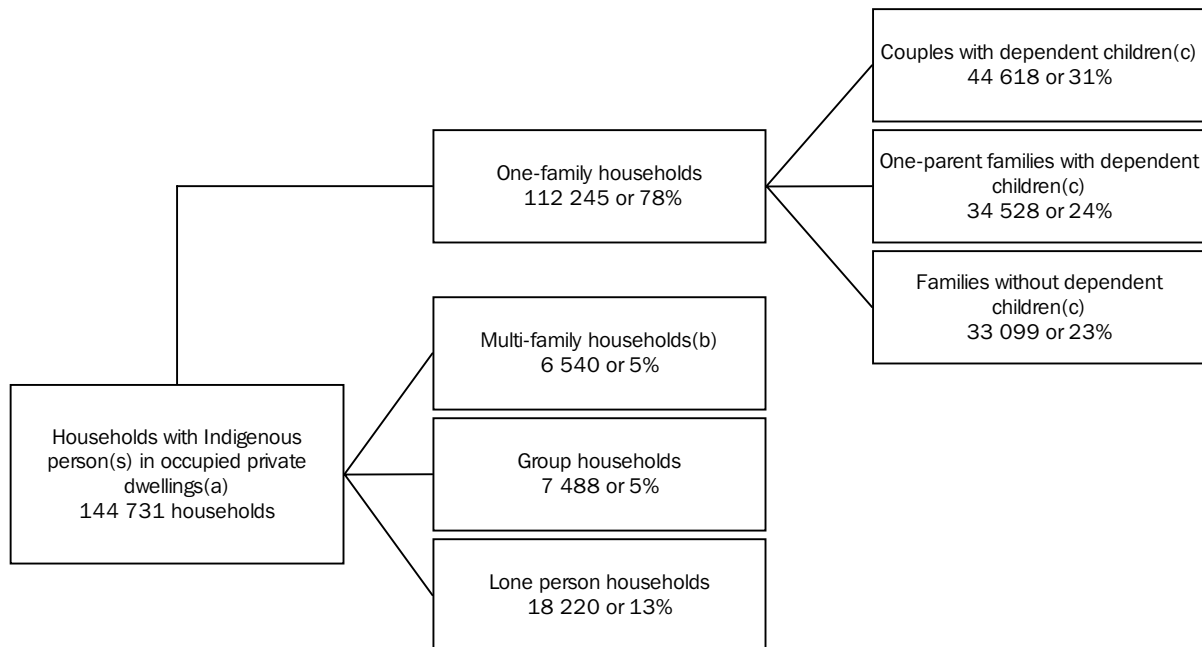 Couples with dependent children(c)
44 618 or 31%
One-family households
112 245 or 78%
One-parent families with dependent
children(c)
34 528 or 24%
Families without dependent
children(c)
33 099 or 23%
Multi-family households(b)
6 540 or 5%
Households with Indigenous
person(s) in occupied private
dwellings(a)
144 731 households
Group households
7 488 or 5%
Lone person households
18 220 or 13%